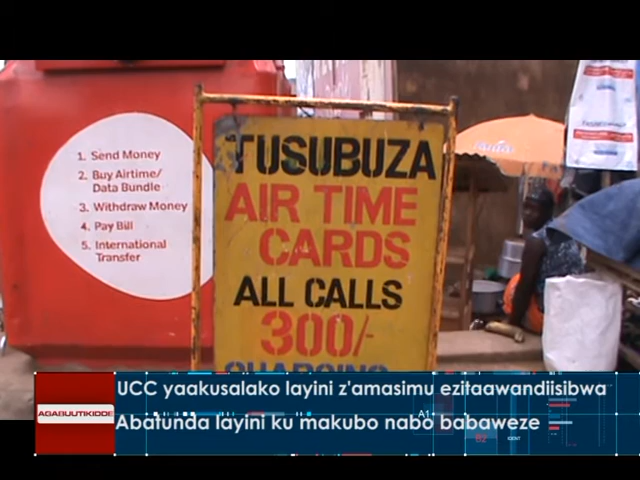 1. Send Money
2. Buy Airtime/
Data Bundle
3. Withdraw Money
4. Pay Bill
5. International
Transfer
TUSUBUZA
AIR TIME
CARDS
ALL CALLS
300/-
CHARGING
AGABUUTIKIDDE
UCC yaakusalako layini z'amasimu ezitaawandiisibwa
Abatunda layini ku makubo nabo babaweze